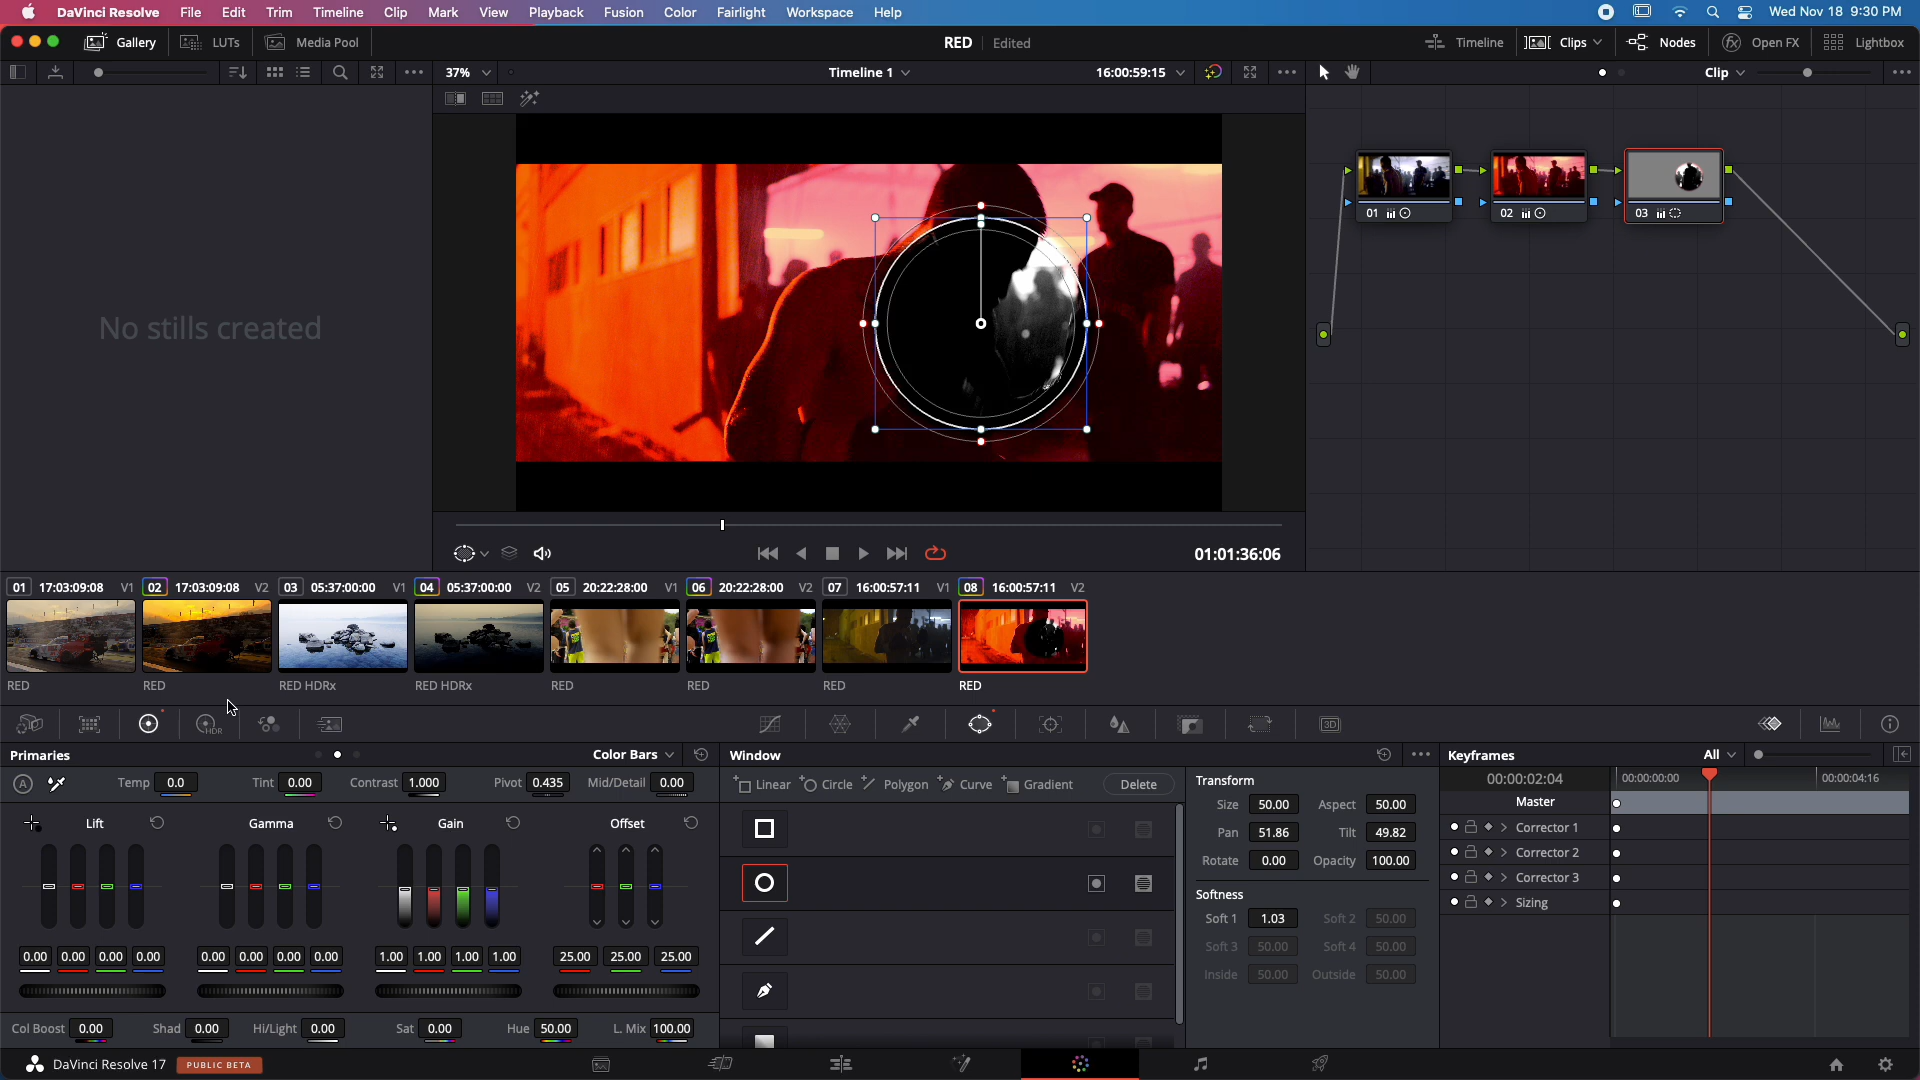 DaVinci Resolve File Edit Trim Timeline Clip Mark View Playback Fusion Color Fairlight Workspace Help Wed Nov 18 9:30 PM
Gallery LUTs Media Pool RED Edited Timeline Clips Nodes Open FX Lightbox
37% Timeline 1 16:00:59:15 Clip
No stills created
01 02 03
01:01:36:06
01 17:03:09:08 V1 02 17:03:09:08 V2 03 05:37:00:00 V1 04 05:37:00:00 V2 05 20:22:28:00 V1 06 20:22:28:00 V2 07 16:00:57:11 V1 08 16:00:57:11 V2
RED RED RED HDRx RED HDRx RED RED RED RED
HDR 3D
Primaries Color Bars Window Keyframes All
A Temp 0.0 Tint 0.00 Contrast 1.000 Pivot 0.435 Mid/Detail 0.00
Linear Circle Polygon Curve Gradient Delete
Transform
Size 50.00 Aspect 50.00
Pan 51.86 Tilt 49.82
Rotate 0.00 Opacity 100.00
Softness
Soft 1 1.03 Soft 2 50.00
Soft 3 50.00 Soft 4 50.00
Inside 50.00 Outside 50.00
00:00:02:04 00:00:00:00 00:00:04:16
Master
Corrector 1
Corrector 2
Corrector 3
Sizing
Lift Gamma Gain Offset
0.00 0.00 0.00 0.00 0.00 0.00 0.00 0.00 1.00 1.00 1.00 1.00 25.00 25.00 25.00
Col Boost 0.00 Shad 0.00 Hi/Light 0.00 Sat 0.00 Hue 50.00 L. Mix 100.00
DaVinci Resolve 17 PUBLIC BETA